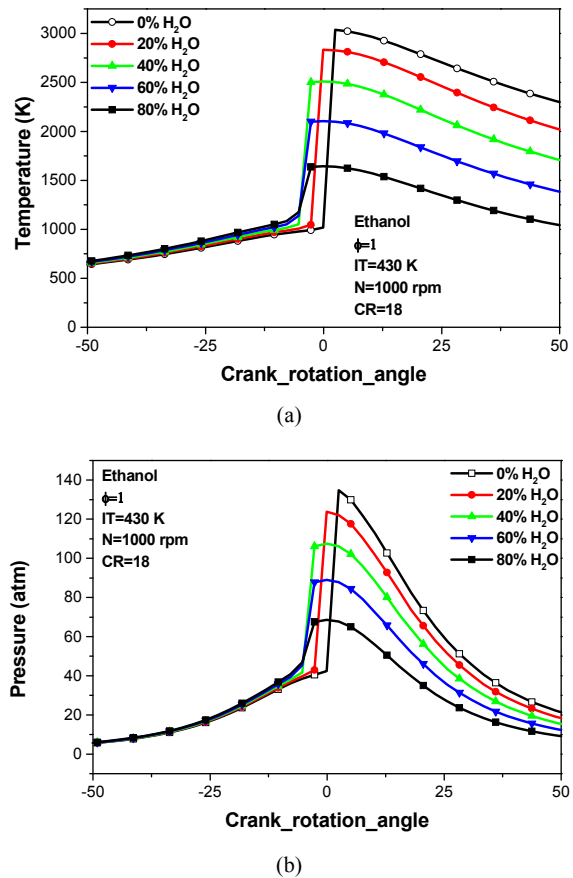 3000
2500
2000
1500
1000
500
0
Temperature (K)
0% H₂O
20% H₂O
40% H₂O
60% H₂O
80% H₂O
Ethanol
ϕ=1
IT=430 K
N=1000 rpm
CR=18
-50
-25
0
25
50
Crank_rotation_angle
(a)
140
120
100
80
60
40
20
0
Pressure (atm)
Ethanol
ϕ=1
IT=430 K
N=1000 rpm
CR=18
0% H₂O
20% H₂O
40% H₂O
60% H₂O
80% H₂O
-50
-25
0
25
50
Crank_rotation_angle
(b)